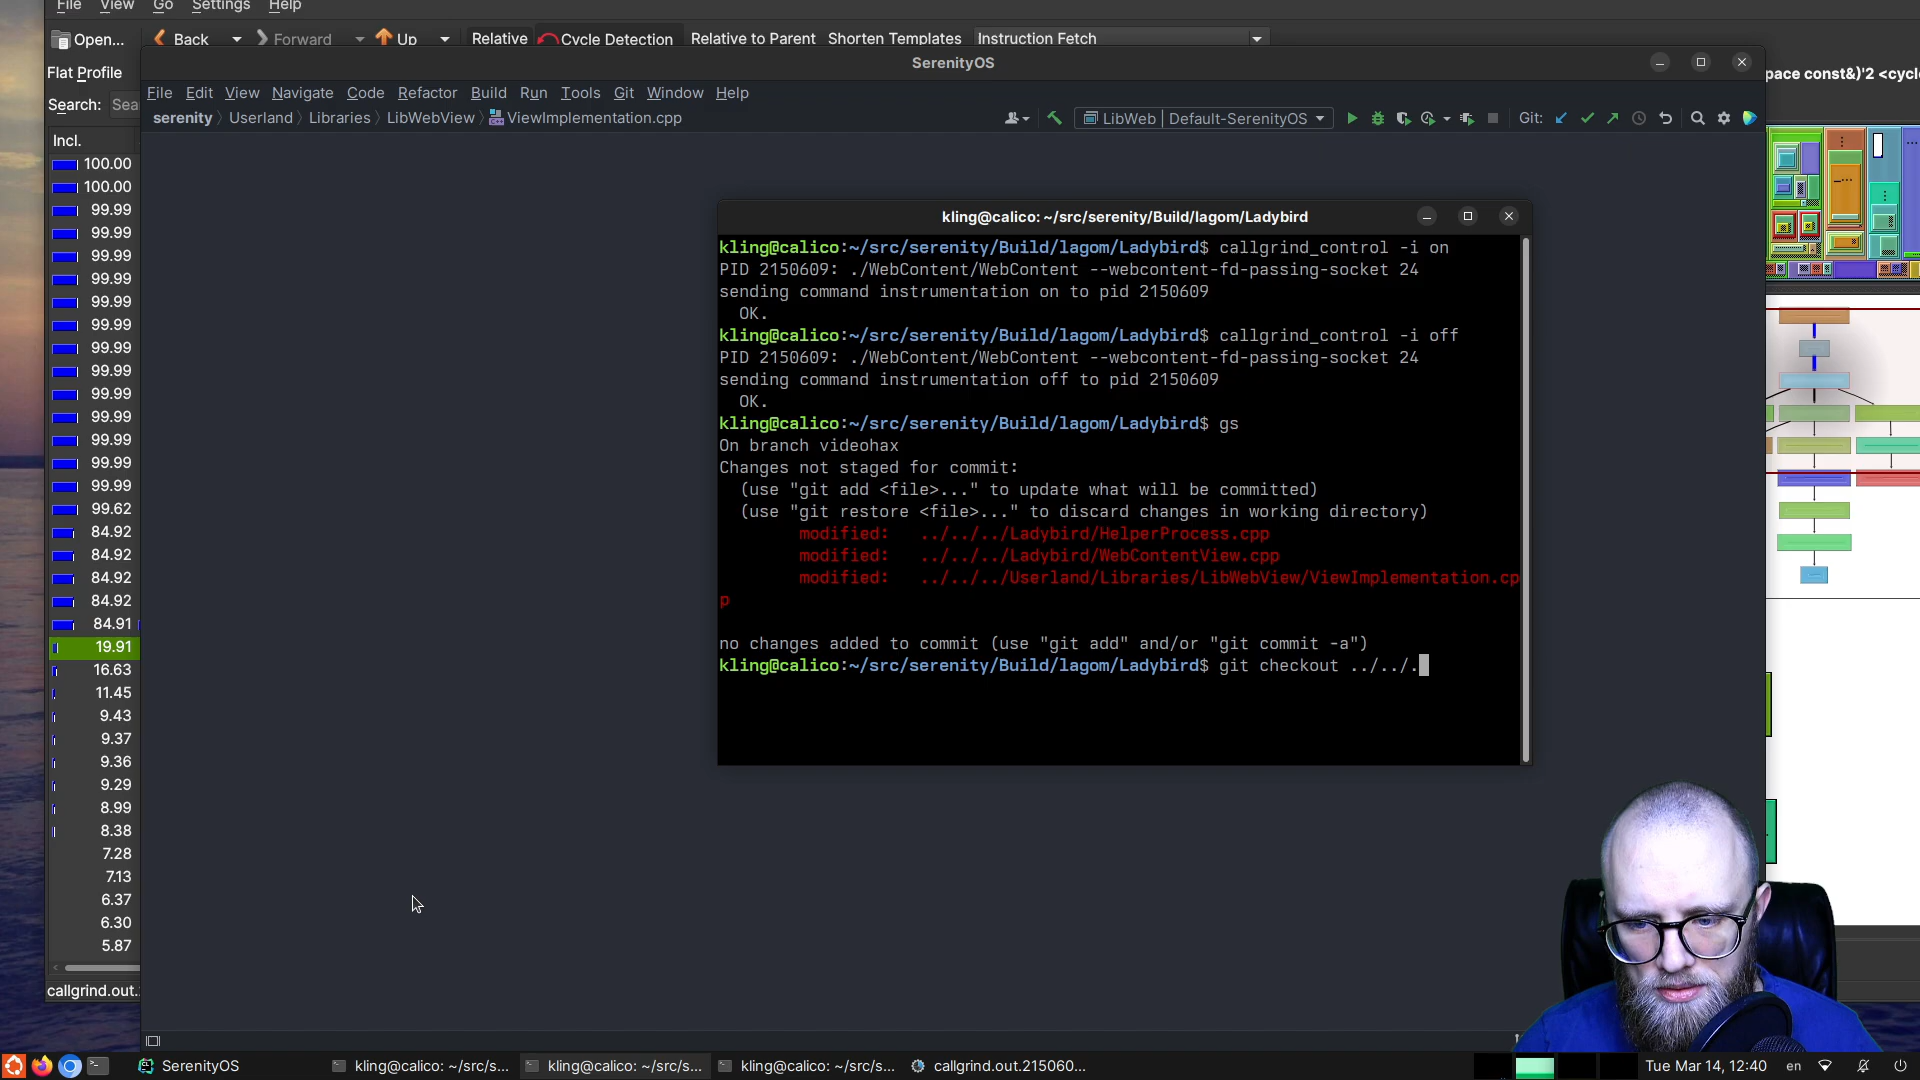 File View Go Settings Help
Open... Back Forward Up Relative Cycle Detection Relative to Parent Shorten Templates Instruction Fetch
Flat Profile
Search: Sea
Incl.
100.00
100.00
99.99
99.99
99.99
99.99
99.99
99.99
99.99
99.99
99.99
99.99
99.99
99.99
99.99
99.62
84.92
84.92
84.92
84.92
84.91
19.91
16.63
11.45
9.43
9.37
9.36
9.29
8.99
8.38
7.28
7.13
6.37
6.30
5.87
callgrind.out.
pace const&)'2 <cycl
SerenityOS
File Edit View Navigate Code Refactor Build Run Tools Git Window Help
serenity Userland Libraries LibWebView ViewImplementation.cpp
LibWeb | Default-SerenityOS Git:
kling@calico: ~/src/serenity/Build/lagom/Ladybird
kling@calico:~/src/serenity/Build/lagom/Ladybird$ callgrind_control -i on
PID 2150609: ./WebContent/WebContent --webcontent-fd-passing-socket 24
sending command instrumentation on to pid 2150609
OK.
kling@calico:~/src/serenity/Build/lagom/Ladybird$ callgrind_control -i off
PID 2150609: ./WebContent/WebContent --webcontent-fd-passing-socket 24
sending command instrumentation off to pid 2150609
OK.
kling@calico:~/src/serenity/Build/lagom/Ladybird$ gs
On branch videohax
Changes not staged for commit:
(use "git add <file>..." to update what will be committed)
(use "git restore <file>..." to discard changes in working directory)
modified: ../../../Ladybird/HelperProcess.cpp
modified: ../../../Ladybird/WebContentView.cpp
modified: ../../../Userland/Libraries/LibWebView/ViewImplementation.cp
p
no changes added to commit (use "git add" and/or "git commit -a")
kling@calico:~/src/serenity/Build/lagom/Ladybird$ git checkout ../../.
SerenityOS
kling@calico: ~/src/s...
kling@calico: ~/src/s...
kling@calico: ~/src/s...
callgrind.out.215060...
Tue Mar 14, 12:40 en